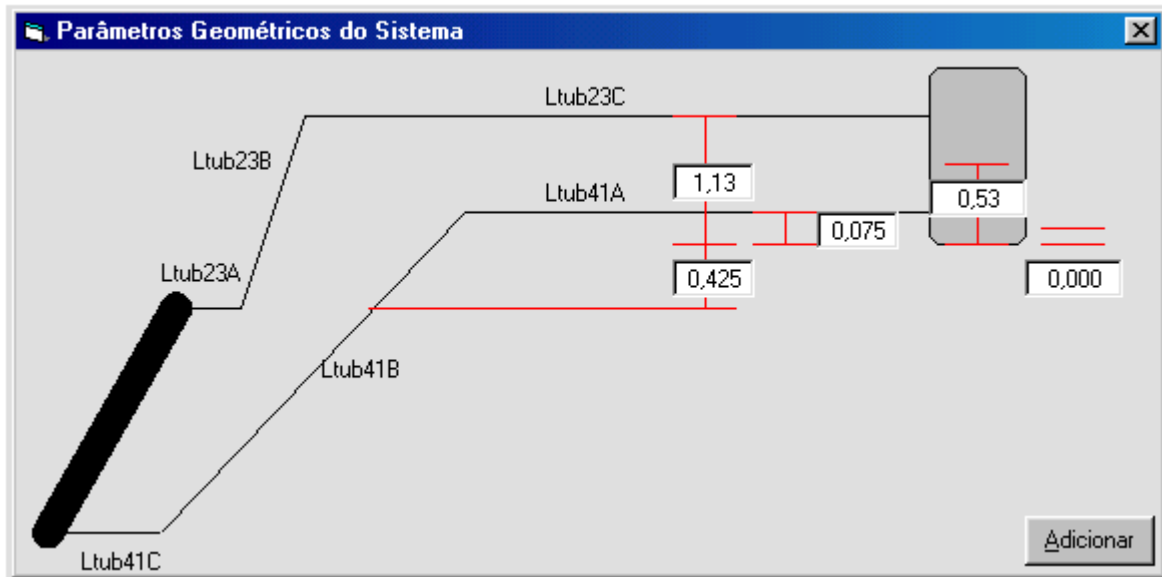 Parâmetros Geométricos do Sistema
Ltub23C
Ltub23B
1,13
Ltub41A
0,53
0,075
Ltub23A
0,425
0,000
Ltub41B
Adicionar
Ltub41C